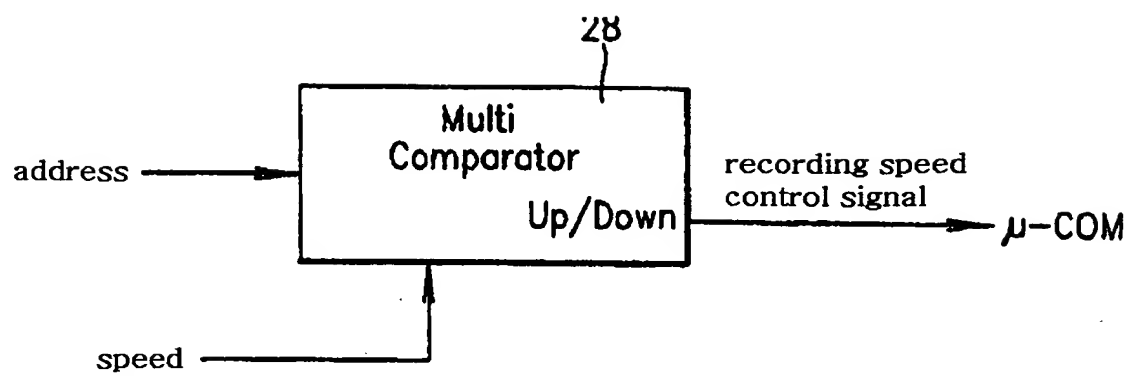 28
Multi
Comparator
address
recording speed
control signal
Up/Down
μ-COM
speed